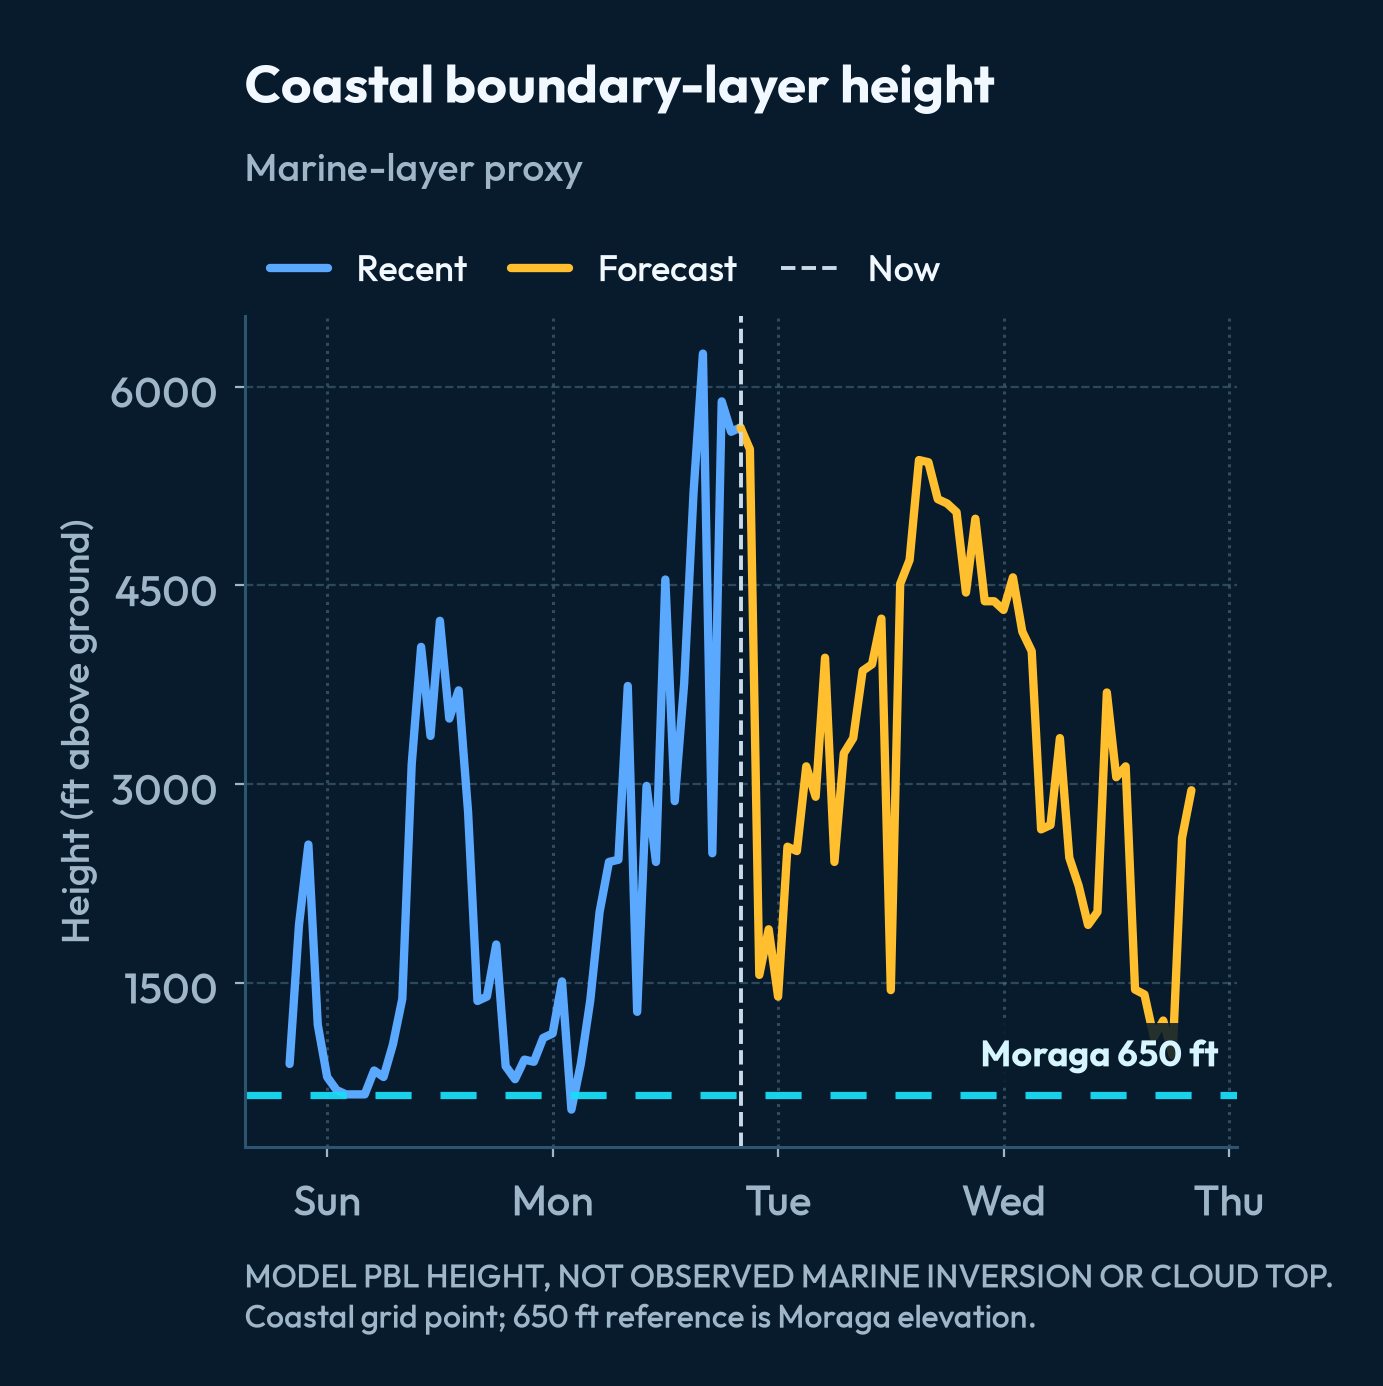 Coastal boundary-layer height
Marine-layer proxy
Recent Forecast Now
Height (ft above ground)
6000
4500
3000
1500
Moraga 650 ft
Sun Mon Tue Wed Thu
MODEL PBL HEIGHT, NOT OBSERVED MARINE INVERSION OR CLOUD TOP.
Coastal grid point; 650 ft reference is Moraga elevation.